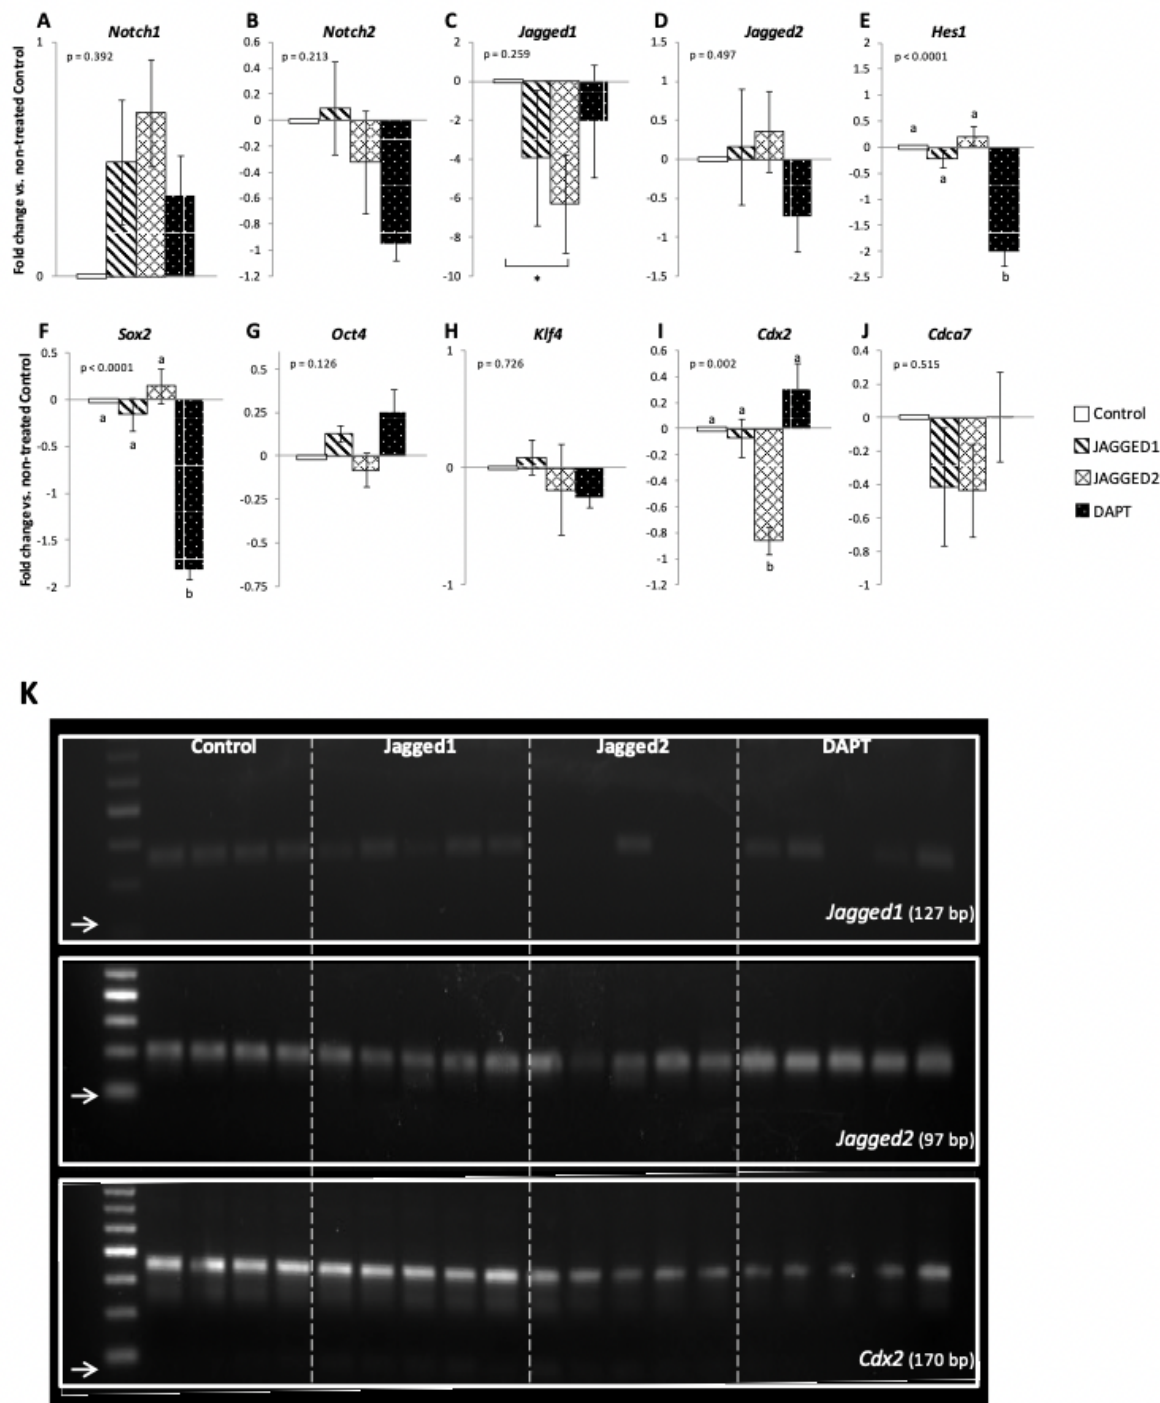 A
Notch1
p = 0.392
Fold change vs. non-treated Control
1
0
B
Notch2
p = 0.213
0.6
0.4
0.2
0
-0.2
-0.4
-0.6
-0.8
-1
-1.2
C
Jagged1
p = 0.259
2
0
-2
-4
-6
-8
-10
*
D
Jagged2
p = 0.497
1.5
1
0.5
0
-0.5
-1
-1.5
E
Hes1
p < 0.0001
2
1.5
1
0.5
0
-0.5
-1
-1.5
-2
-2.5
a
a
a
b
F
Sox2
p < 0.0001
Fold change vs. non-treated Control
0.5
0
-0.5
-1
-1.5
-2
a
a
a
b
G
Oct4
p = 0.126
0.5
0.25
0
-0.25
-0.5
-0.75
H
Klf4
p = 0.726
1
0
-1
I
Cdx2
p = 0.002
0.6
0.4
0.2
0
-0.2
-0.4
-0.6
-0.8
-1
-1.2
a
a
b
a
J
Cdca7
p = 0.515
0.4
0.2
0
-0.2
-0.4
-0.6
-0.8
-1
Control
JAGGED1
JAGGED2
DAPT
K
Control Jagged1 Jagged2 DAPT
Jagged1 (127 bp)
Jagged2 (97 bp)
Cdx2 (170 bp)